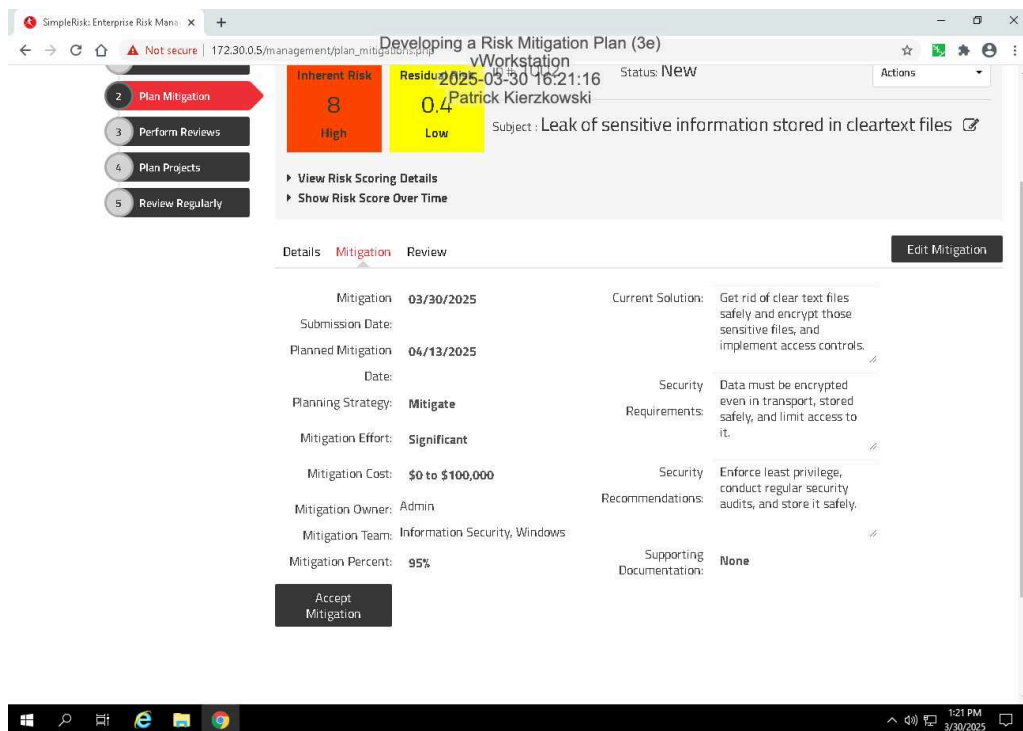 SimpleRisk: Enterprise Risk Mana
Not secure | 172.30.0.5/management/plan_mitigations.php
Developing a Risk Mitigation Plan (3e)
vWorkstation
2025-03-30 16:21:16
Patrick Kierzkowski
2 Plan Mitigation
3 Perform Reviews
4 Plan Projects
5 Review Regularly
Inherent Risk
8
High
Residual Risk
0.4
Low
ID #: 1002
Status: New
Actions
Subject : Leak of sensitive information stored in cleartext files
View Risk Scoring Details
Show Risk Score Over Time
Details Mitigation Review
Edit Mitigation
Mitigation
Submission Date:
03/30/2025
Planned Mitigation
Date:
04/13/2025
Planning Strategy: Mitigate
Mitigation Effort: Significant
Mitigation Cost: $0 to $100,000
Mitigation Owner: Admin
Mitigation Team: Information Security, Windows
Mitigation Percent: 95%
Accept
Mitigation
Current Solution:
Get rid of clear text files
safely and encrypt those
sensitive files, and
implement access controls.
Security
Requirements:
Data must be encrypted
even in transport, stored
safely, and limit access to
it.
Security
Recommendations:
Enforce least privilege,
conduct regular security
audits, and store it safely.
Supporting
Documentation:
None
1:21 PM
3/30/2025